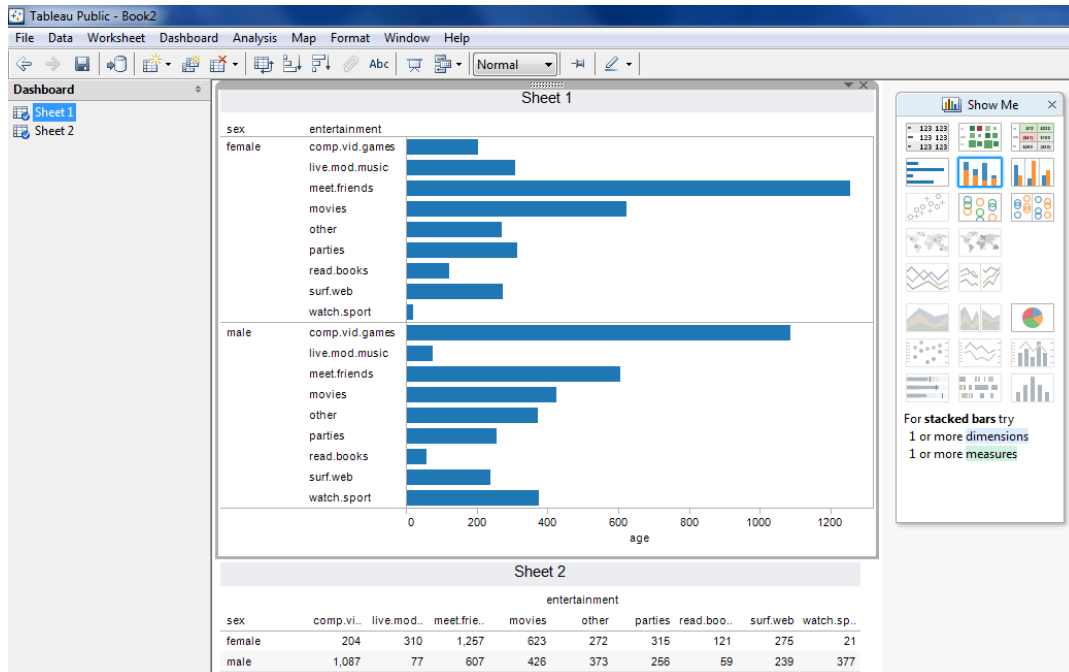 Tableau Public - Book2
File Data Worksheet Dashboard Analysis Map Format Window Help
Abc Normal
Dashboard
Sheet 1
Sheet 2
Sheet 1
sex entertainment
female comp.vid.games
live.mod.music
meet.friends
movies
other
parties
read.books
surf.web
watch.sport
male comp.vid.games
live.mod.music
meet.friends
movies
other
parties
read.books
surf.web
watch.sport
0 200 400 600 800 1000 1200
age
Sheet 2
entertainment
sex comp.vi.. live.mod.. meet.frie.. movies other parties read.boo.. surf.web watch.sp..
female 204 310 1,257 623 272 315 121 275 21
male 1,087 77 607 426 373 256 59 239 377
Show Me
123 123
123 123
123 123
For stacked bars try
1 or more dimensions
1 or more measures